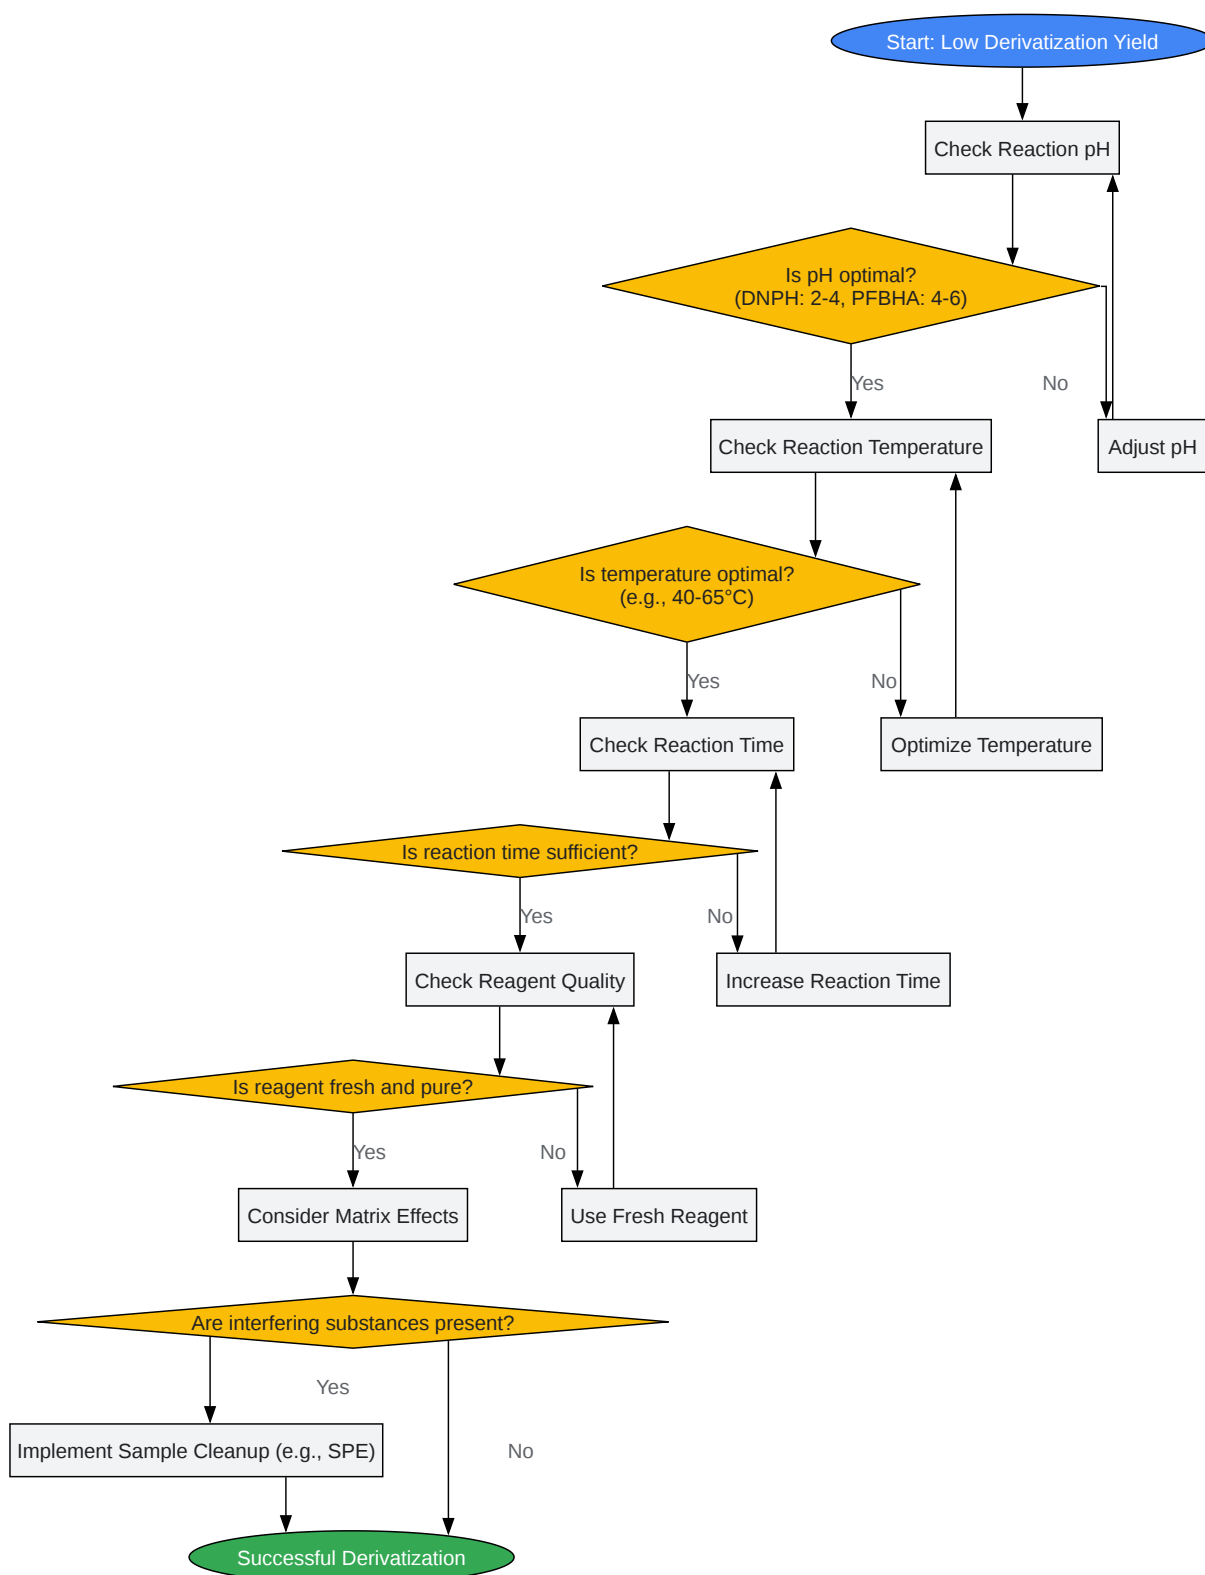 Start: Low Derivatization Yield
Check Reaction pH
Is pH optimal?
(DNPH: 2-4, PFBHA: 4-6)
Yes
No
Check Reaction Temperature
Adjust pH
Is temperature optimal?
(e.g., 40-65°C)
Yes
No
Check Reaction Time
Optimize Temperature
Is reaction time sufficient?
Yes
No
Check Reagent Quality
Increase Reaction Time
Is reagent fresh and pure?
Yes
No
Consider Matrix Effects
Use Fresh Reagent
Are interfering substances present?
Yes
Implement Sample Cleanup (e.g., SPE)
No
Successful Derivatization